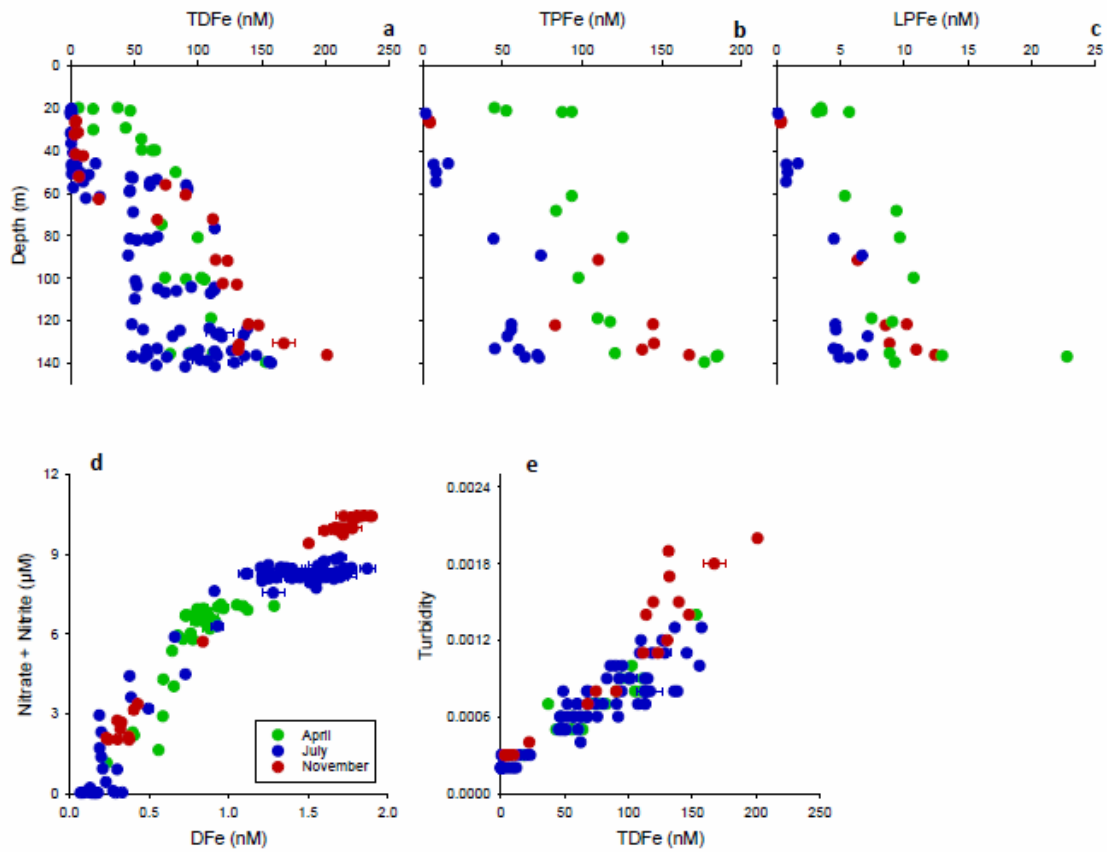 TDFe (nM) TPFe (nM) LPFe (nM)
a b c
0 50 100 150 200 250 0 50 100 150 200 0 5 10 15 20 25
0
20
40
60
80
100
120
140
Depth (m)
d e
12
9
6
3
0
Nitrate + Nitrite (µM)
0.0 0.5 1.0 1.5 2.0
DFe (nM)
April
July
November
0.0024
0.0018
0.0012
0.0006
0.0000
Turbidity
0 50 100 150 200 250
TDFe (nM)